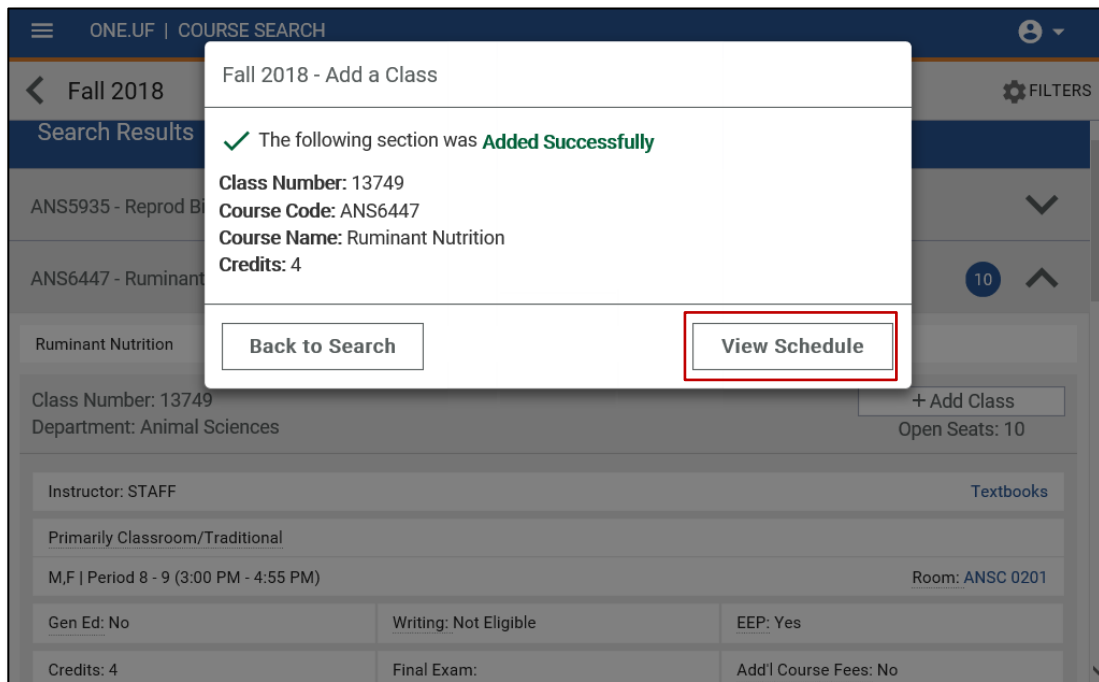 ONE.UF | COURSE SEARCH
Fall 2018
FILTERS
Search Results
Fall 2018 - Add a Class
The following section was Added Successfully
Class Number: 13749
Course Code: ANS6447
Course Name: Ruminant Nutrition
Credits: 4
Back to Search
View Schedule
ANS5935 - Reprod Bi
ANS6447 - Ruminant
10
Ruminant Nutrition
Class Number: 13749
+ Add Class
Department: Animal Sciences
Open Seats: 10
Instructor: STAFF
Textbooks
Primarily Classroom/Traditional
M,F | Period 8 - 9 (3:00 PM - 4:55 PM)
Room: ANSC 0201
Gen Ed: No
Writing: Not Eligible
EEP: Yes
Credits: 4
Final Exam:
Add'l Course Fees: No